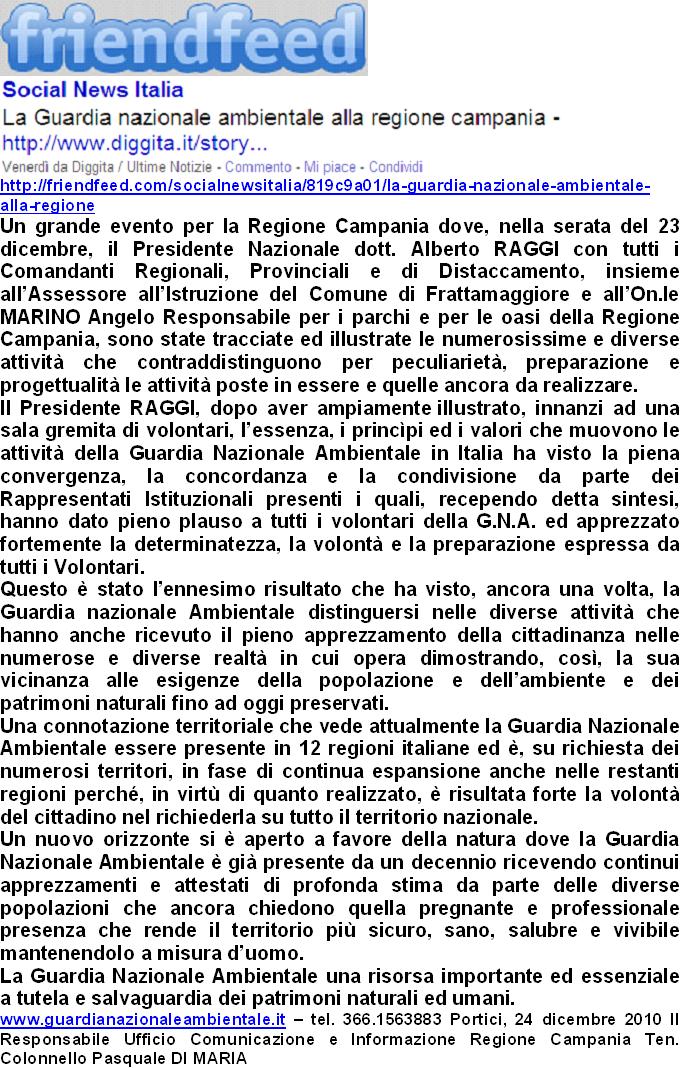 friendfeed
Social News Italia
La Guardia nazionale ambientale alla regione campania -
http://www.diggita.it/story...
Venerdì da Diggita / Ultime Notizie - Commento - Mi piace - Condividi
http://friendfeed.com/socialnewsitalia/819c9a01/la-guardia-nazionale-ambientale-
alla-regione
Un grande evento per la Regione Campania dove, nella serata del 23
dicembre, il Presidente Nazionale dott. Alberto RAGGI con tutti i
Comandanti Regionali, Provinciali e di Distaccamento, insieme
all'Assessore all'Istruzione del Comune di Frattamaggiore e all'On.le
MARINO Angelo Responsabile per i parchi e per le oasi della Regione
Campania, sono state tracciate ed illustrate le numerosissime e diverse
attività che contraddistinguono per peculiarietà, preparazione e
progettualità le attività poste in essere e quelle ancora da realizzare.
Il Presidente RAGGI, dopo aver ampiamente illustrato, innanzi ad una
sala gremita di volontari, l'essenza, i princìpi ed i valori che muovono le
attività della Guardia Nazionale Ambientale in Italia ha visto la piena
convergenza, la concordanza e la condivisione da parte dei
Rappresentati Istituzionali presenti i quali, recependo detta sintesi,
hanno dato pieno plauso a tutti i volontari della G.N.A. ed apprezzato
fortemente la determinatezza, la volontà e la preparazione espressa da
tutti i Volontari.
Questo è stato l'ennesimo risultato che ha visto, ancora una volta, la
Guardia nazionale Ambientale distinguersi nelle diverse attività che
hanno anche ricevuto il pieno apprezzamento della cittadinanza nelle
numerose e diverse realtà in cui opera dimostrando, così, la sua
vicinanza alle esigenze della popolazione e dell'ambiente e dei
patrimoni naturali fino ad oggi preservati.
Una connotazione territoriale che vede attualmente la Guardia Nazionale
Ambientale essere presente in 12 regioni italiane ed è, su richiesta dei
numerosi territori, in fase di continua espansione anche nelle restanti
regioni perché, in virtù di quanto realizzato, è risultata forte la volontà
del cittadino nel richiederla su tutto il territorio nazionale.
Un nuovo orizzonte si è aperto a favore della natura dove la Guardia
Nazionale Ambientale è già presente da un decennio ricevendo continui
apprezzamenti e attestati di profonda stima da parte delle diverse
popolazioni che ancora chiedono quella pregnante e professionale
presenza che rende il territorio più sicuro, sano, salubre e vivibile
mantenendolo a misura d'uomo.
La Guardia Nazionale Ambientale una risorsa importante ed essenziale
a tutela e salvaguardia dei patrimoni naturali ed umani.
www.guardianazionaleambientale.it – tel. 366.1563883 Portici, 24 dicembre 2010 Il
Responsabile Ufficio Comunicazione e Informazione Regione Campania Ten.
Colonnello Pasquale DI MARIA